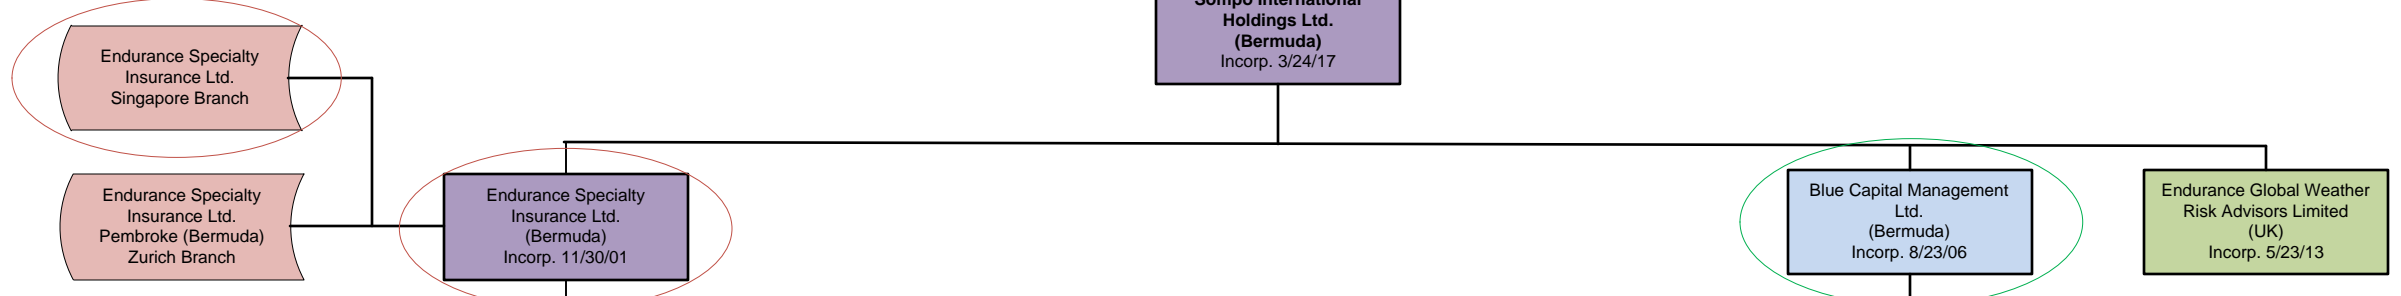 Sompo International
Holdings Ltd.
(Bermuda)
Incorp. 3/24/17
Endurance Specialty
Insurance Ltd.
Singapore Branch
Endurance Specialty
Insurance Ltd.
Pembroke (Bermuda)
Zurich Branch
Endurance Specialty
Insurance Ltd.
(Bermuda)
Incorp. 11/30/01
Blue Capital Management
Ltd.
(Bermuda)
Incorp. 8/23/06
Endurance Global Weather
Risk Advisors Limited
(UK)
Incorp. 5/23/13